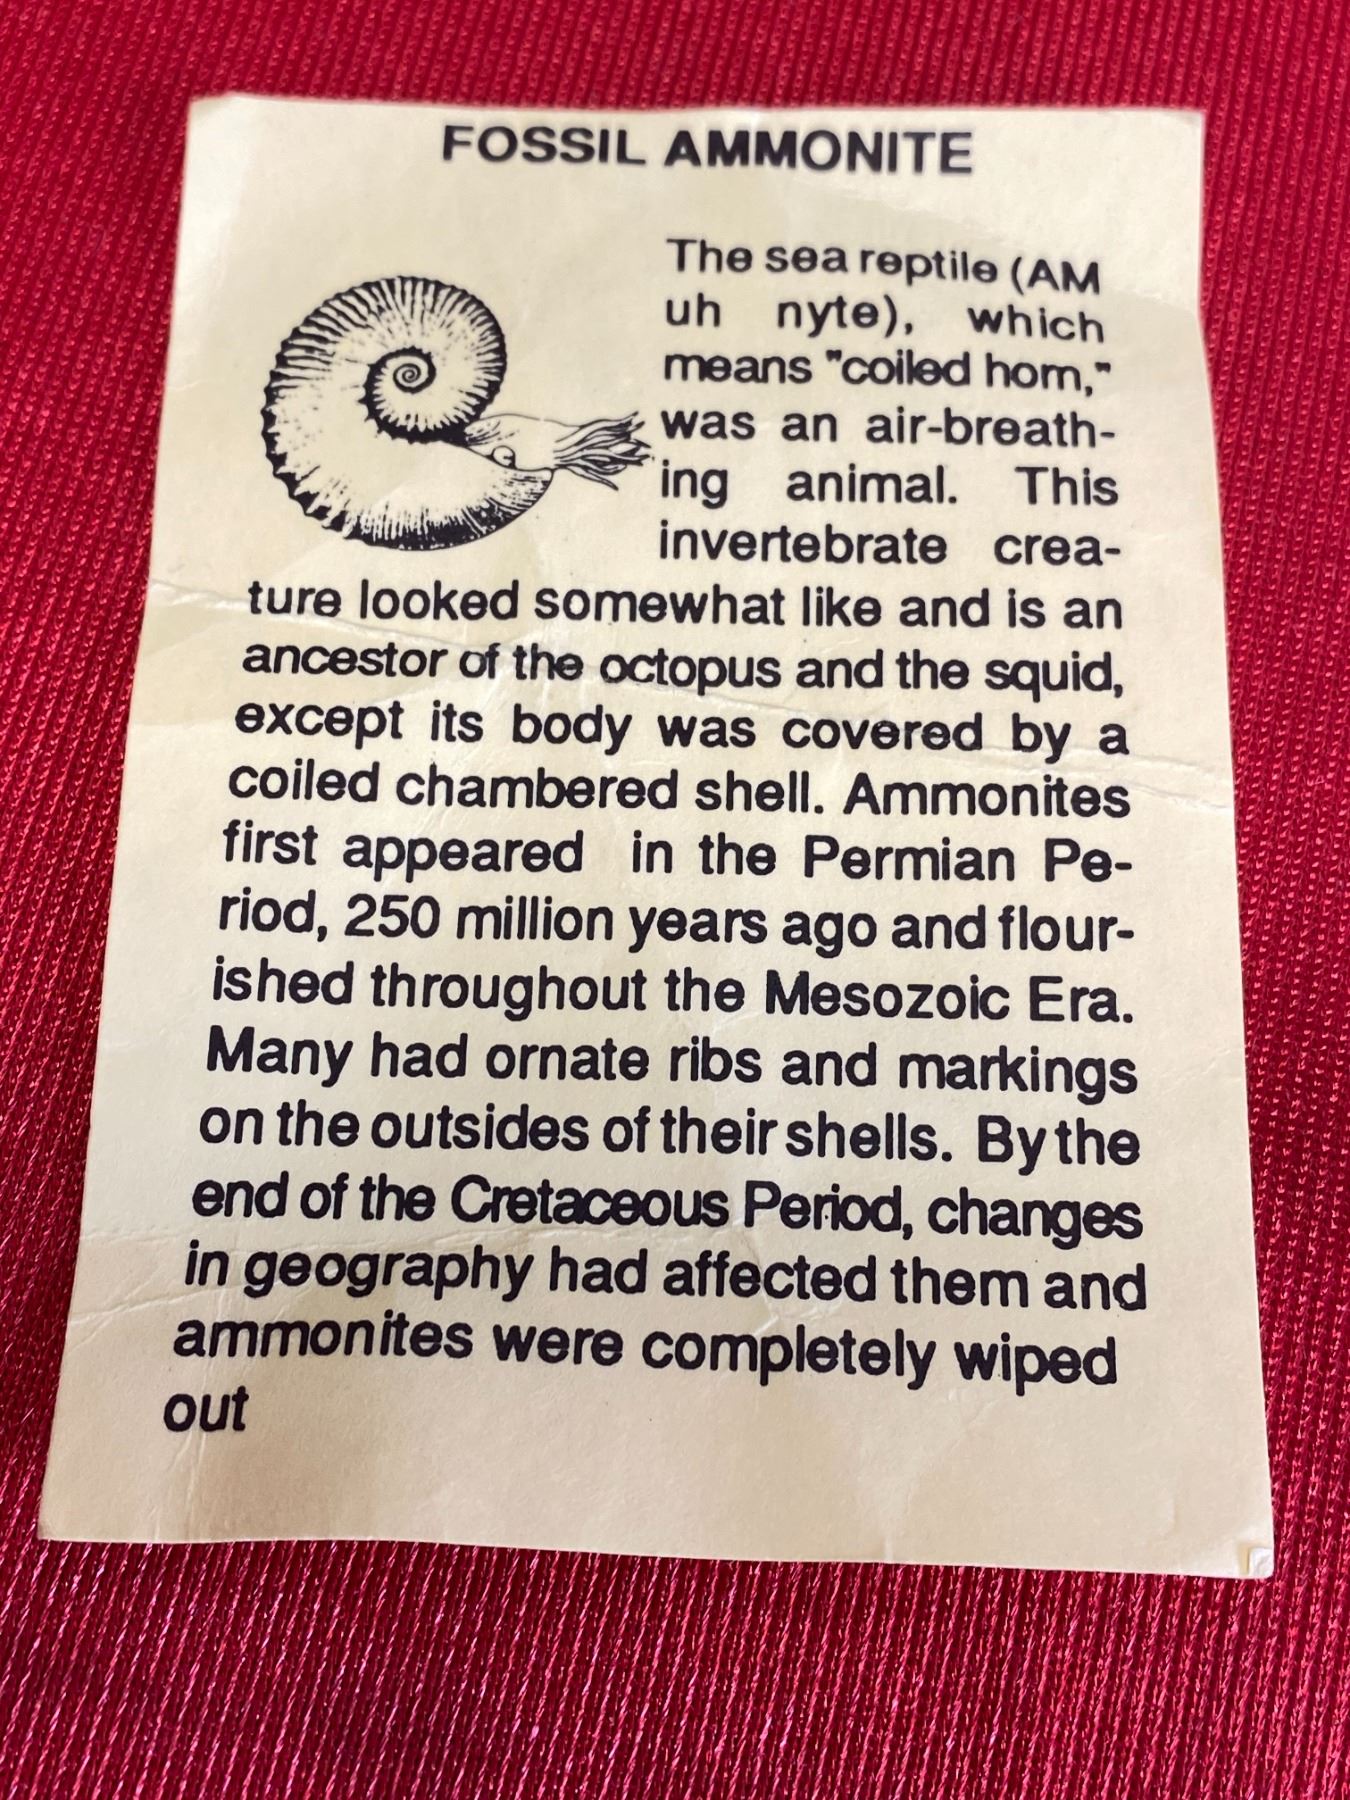 FOSSIL AMMONITE
The sea reptile (AM
uh nyte), which
means "coiled horn,"
was an air-breath-
ing animal. This
invertebrate crea-
ture looked somewhat like and is an
ancestor of the octopus and the squid,
except its body was covered by a
coiled chambered shell. Ammonites
first appeared in the Permian Pe-
riod, 250 million years ago and flour-
ished throughout the Mesozoic Era.
Many had ornate ribs and markings
on the outsides of their shells. By the
end of the Cretaceous Period, changes
in geography had affected them and
ammonites were completely wiped
out